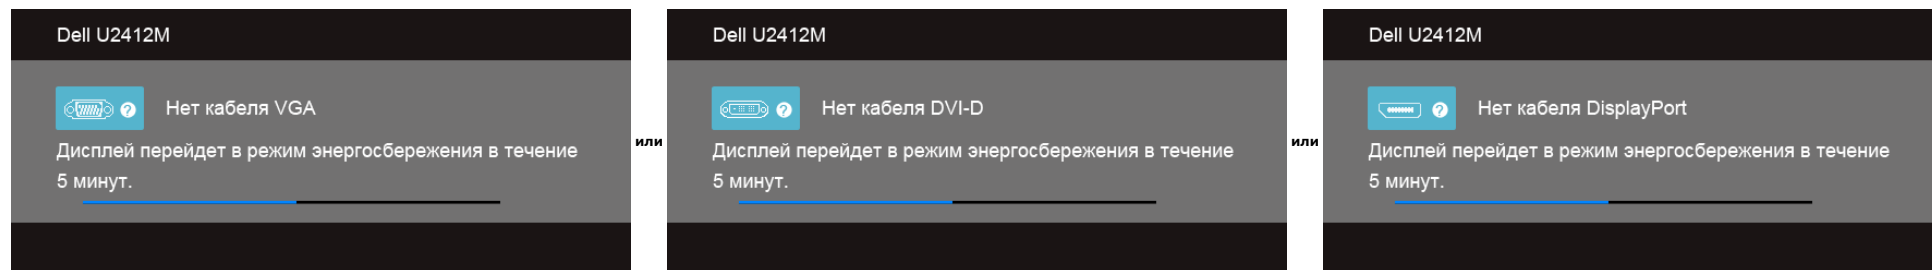 Dell U2412M
? Нет кабеля VGA
Дисплей перейдет в режим энергосбережения в течение
5 минут.
или
Dell U2412M
? Нет кабеля DVI-D
Дисплей перейдет в режим энергосбережения в течение
5 минут.
или
Dell U2412M
? Нет кабеля DisplayPort
Дисплей перейдет в режим энергосбережения в течение
5 минут.